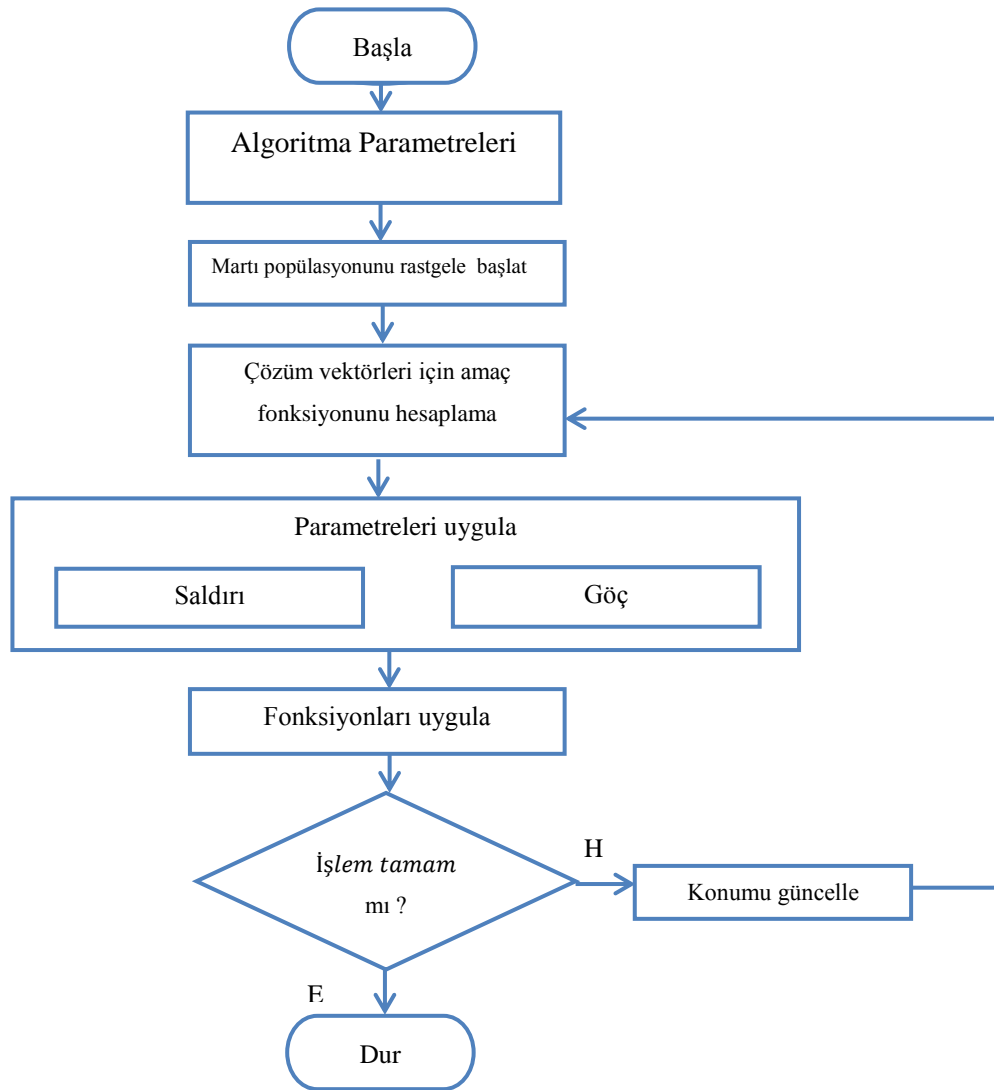 Başla
Algoritma Parametreleri
Martı popülasyonunu rastgele başlat
Çözüm vektörleri için amaç
fonksiyonunu hesaplama
Parametreleri uygula
Saldırı
Göç
Fonksiyonları uygula
İşlem tamam
mı ?
H
Konumu güncelle
E
Dur